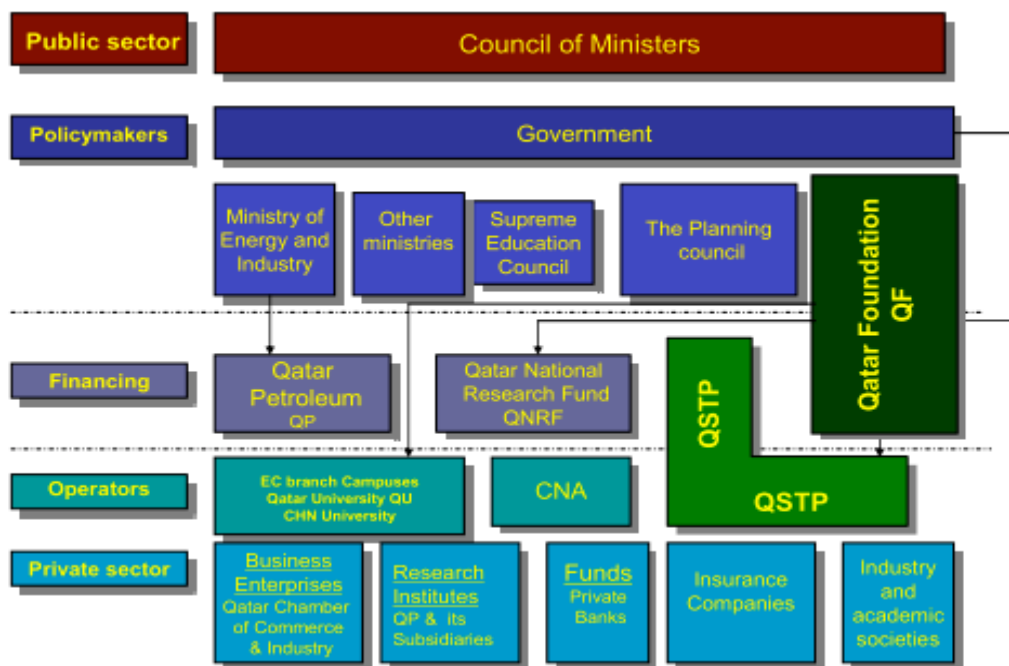 Public sector
Council of Ministers
Policymakers
Government
Ministry of
Energy and
Industry
Other
ministries
Supreme
Education
Council
The Planning
council
Qatar Foundation
QF
Financing
Qatar
Petroleum
QP
Qatar National
Research Fund
QNRF
QSTP
Operators
EC branch Campuses
Qatar University QU
CHN University
CNA
QSTP
Private sector
Business
Enterprises
Qatar Chamber
of Commerce
& Industry
Research
Institutes
QP & its
Subsidiaries
Funds
Private
Banks
Insurance
Companies
Industry
and
academic
societies